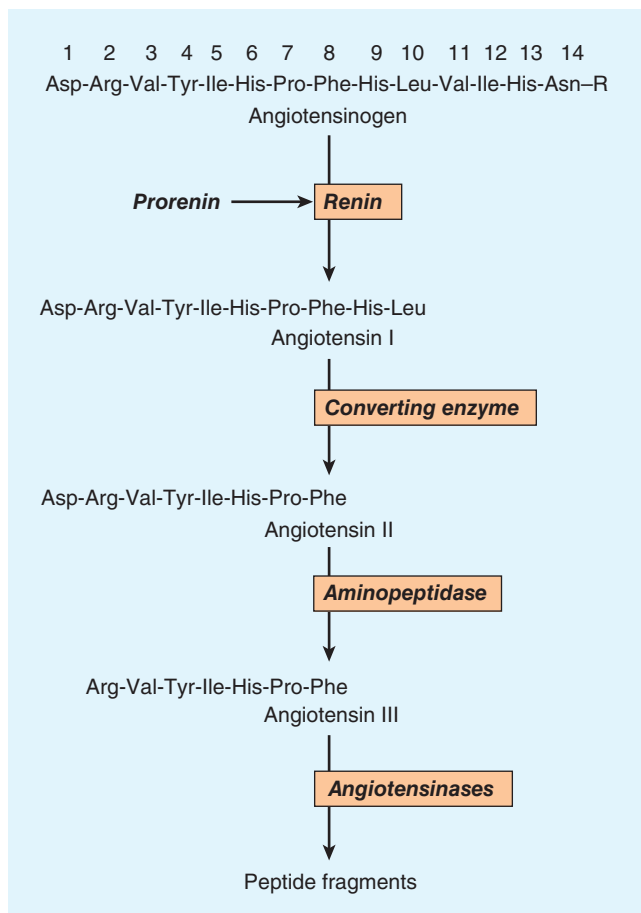 1 2 3 4 5 6 7 8 9 10 11 12 13 14
Asp-Arg-Val-Tyr-Ile-His-Pro-Phe-His-Leu-Val-Ile-His-Asn–R
Angiotensinogen
Prorenin Renin
Asp-Arg-Val-Tyr-Ile-His-Pro-Phe-His-Leu
Angiotensin I
Converting enzyme
Asp-Arg-Val-Tyr-Ile-His-Pro-Phe
Angiotensin II
Aminopeptidase
Arg-Val-Tyr-Ile-His-Pro-Phe
Angiotensin III
Angiotensinases
Peptide fragments